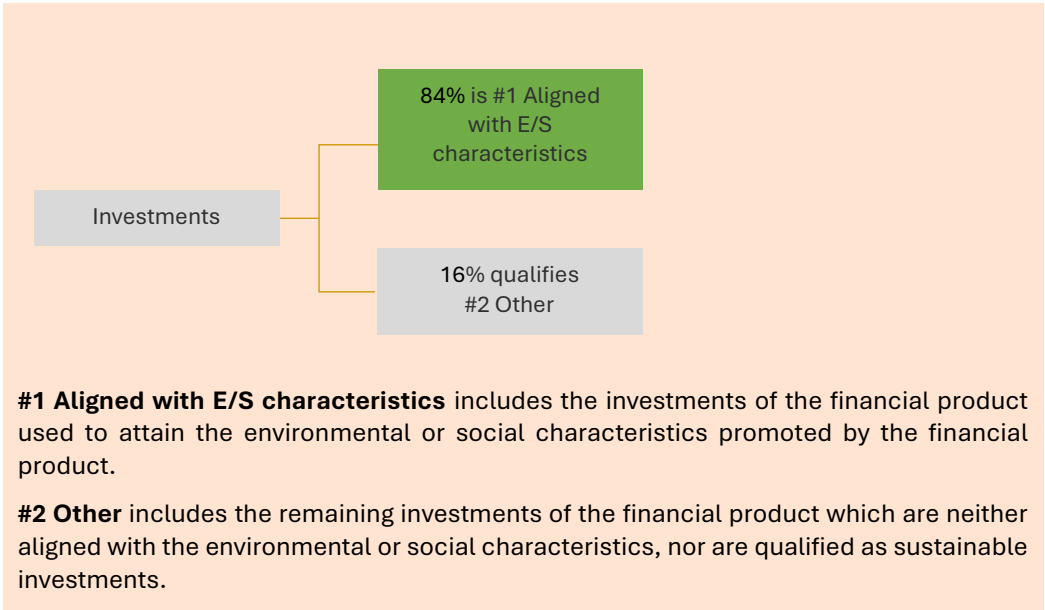 84% is #1 Aligned
with E/S
characteristics
Investments
16% qualifies
#2 Other
#1 Aligned with E/S characteristics includes the investments of the financial product
used to attain the environmental or social characteristics promoted by the financial
product.
#2 Other includes the remaining investments of the financial product which are neither
aligned with the environmental or social characteristics, nor are qualified as sustainable
investments.